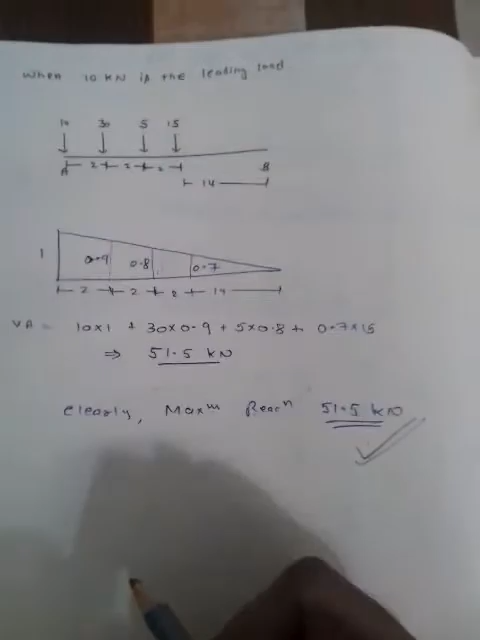 When 10 KN is the leading load
10 30 5 15
A 2 2 2 B
14
1 0.9 0.8 0.7
2 2 2 14
VA = 10x1 + 30x0.9 + 5x0.8 + 0.7x15
⇒ 51.5 kN
Clearly, Maxᵐ Reacⁿ 51.5 kN